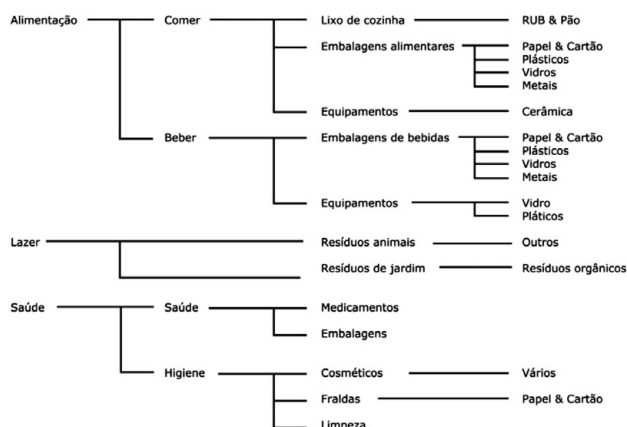 Alimentação Comer Lixo de cozinha RUB & Pão
Embalagens alimentares Papel & Cartão
Plásticos
Vidros
Metais
Equipamentos Cerâmica
Beber Embalagens de bebidas Papel & Cartão
Plásticos
Vidros
Metais
Equipamentos Vidro
Pláticos
Lazer Resíduos animais Outros
Resíduos de jardim Resíduos orgânicos
Saúde Saúde Medicamentos
Embalagens
Higiene Cosméticos Vários
Fraldas Papel & Cartão
Limpeza